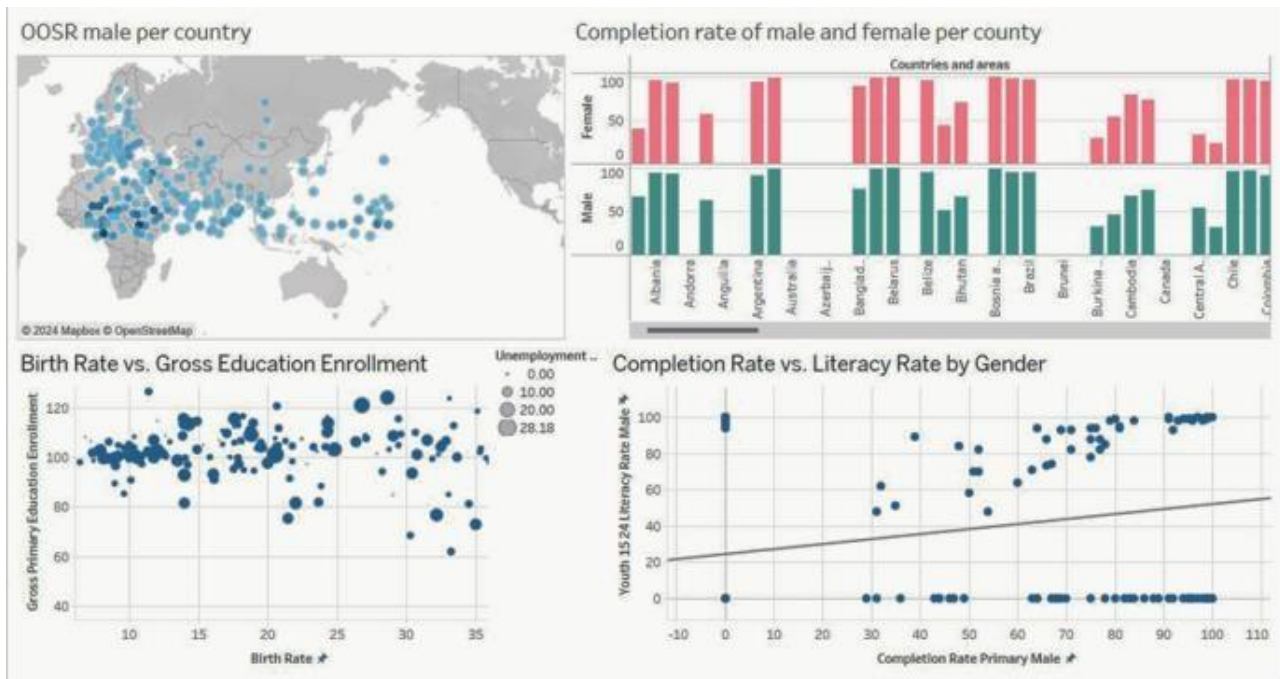 OOSR male per country
© 2024 Mapbox © OpenStreetMap
Completion rate of male and female per county
Countries and areas
Female
100
50
0
Male
100
50
0
Albania
Andorra
Anguilla
Argentina
Australia
Azerbaij..
Banglad..
Belarus
Belize
Bhutan
Bosnia a..
Brazil
Brunei
Burkina ..
Cambodia
Canada
Central A..
Chile
Colombia
Birth Rate vs. Gross Education Enrollment
Unemployment ..
0.00
10.00
20.00
28.18
Gross Primary Education Enrollment
120
100
80
60
40
10
15
20
25
30
35
Birth Rate
Completion Rate vs. Literacy Rate by Gender
Youth 15 24 Literacy Rate Male
100
80
60
40
20
0
-10
0
10
20
30
40
50
60
70
80
90
100
110
Completion Rate Primary Male